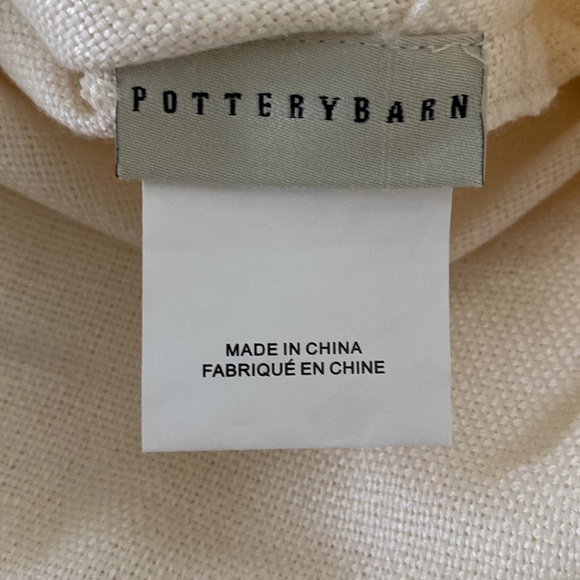 POTTERYBARN
MADE IN CHINA
FABRIQUÉ EN CHINE